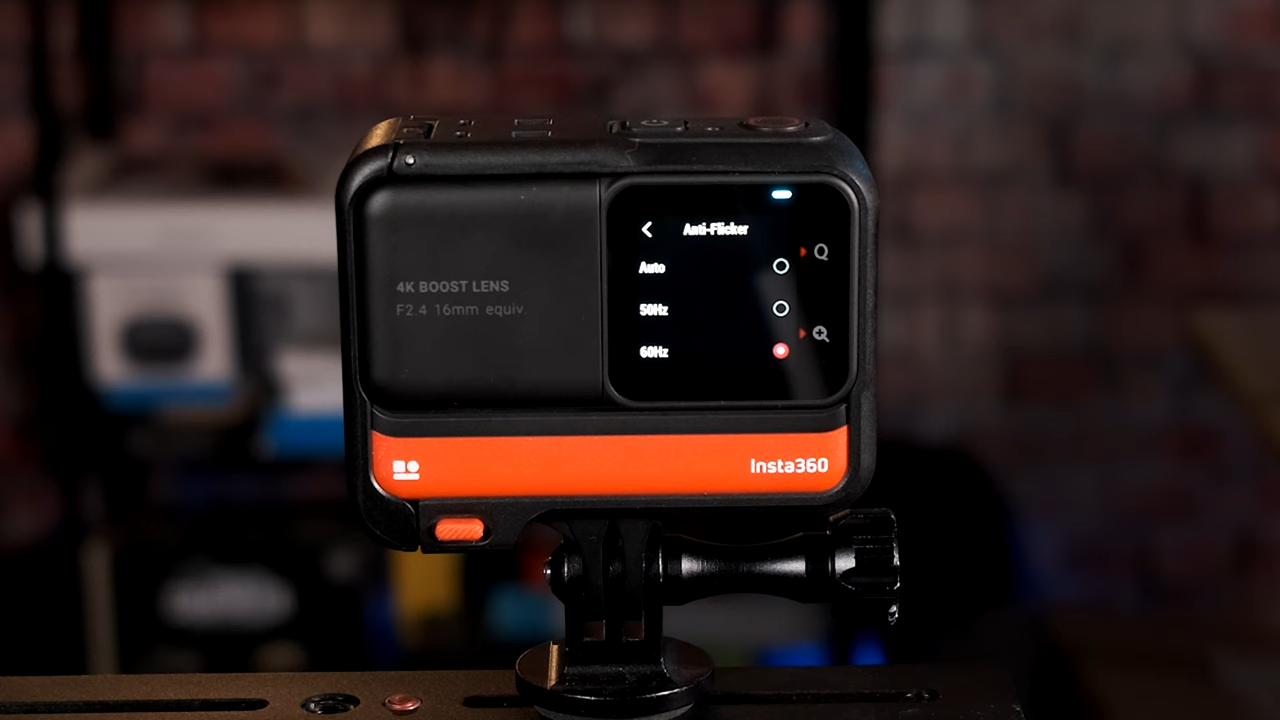 4K BOOST LENS
F2.4 16mm equiv.
Anti-Flicker
Auto
50Hz
60Hz
Q
Insta360